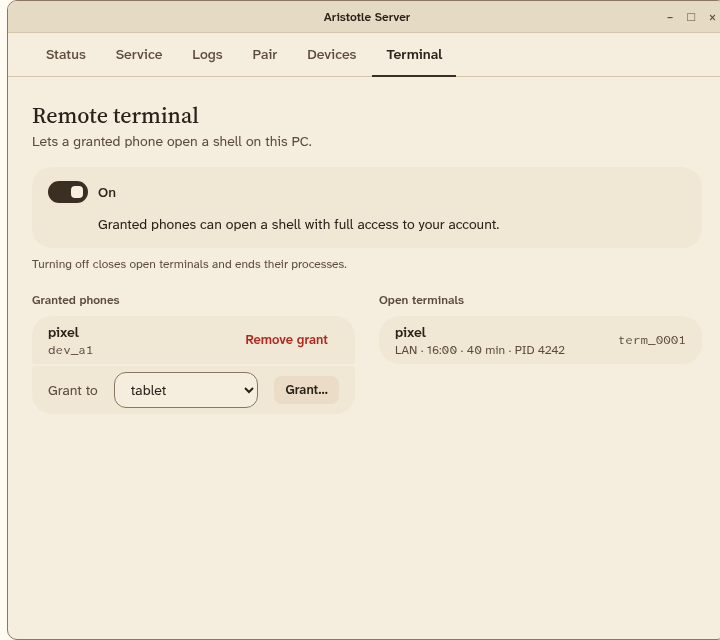 Aristotle Server
Status Service Logs Pair Devices Terminal
Remote terminal
Lets a granted phone open a shell on this PC.
On
Granted phones can open a shell with full access to your account.
Turning off closes open terminals and ends their processes.
Granted phones
pixel
dev_a1
Remove grant
Grant to
tablet
Grant...
Open terminals
pixel
LAN · 16:00 · 40 min · PID 4242
term_0001